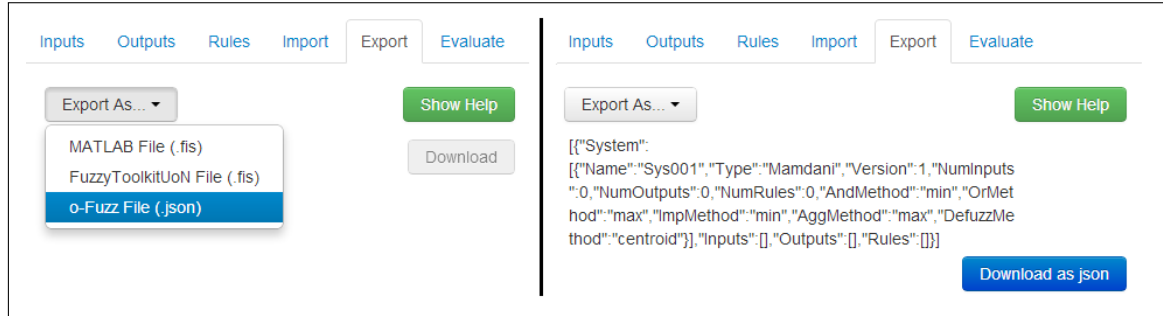 Inputs Outputs Rules Import Export Evaluate
Export As...
Show Help
MATLAB File (.fis)
Download
FuzzyToolkitUoN File (.fis)
o-Fuzz File (.json)
Inputs Outputs Rules Import Export Evaluate
Export As...
Show Help
[{"System":
[{"Name":"Sys001","Type":"Mamdani","Version":1,"NumInputs
":0,"NumOutputs":0,"NumRules":0,"AndMethod":"min","OrMet
hod":"max","ImpMethod":"min","AggMethod":"max","DefuzzMe
thod":"centroid"}],"Inputs":[],"Outputs":[],"Rules":[]}]
Download as json